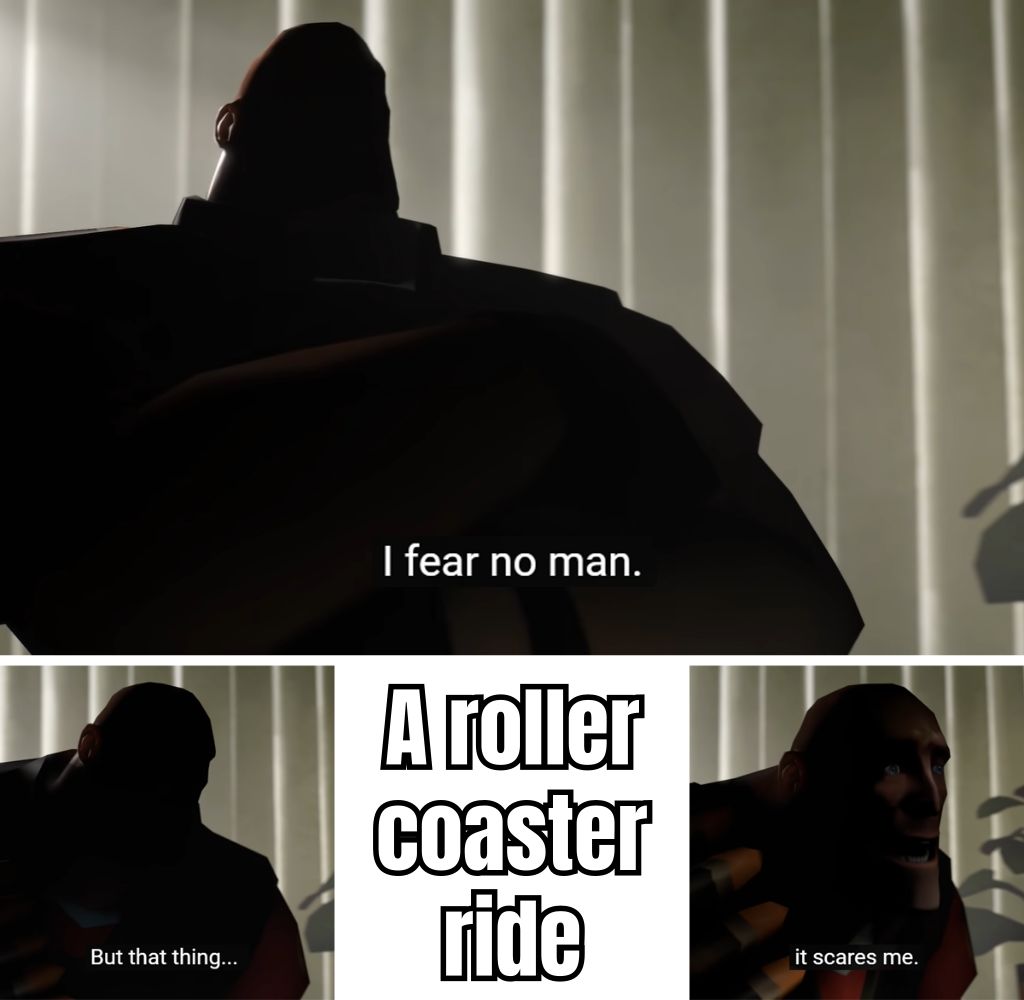 I fear no man.
But that thing...
A roller
coaster
ride
it scares me.